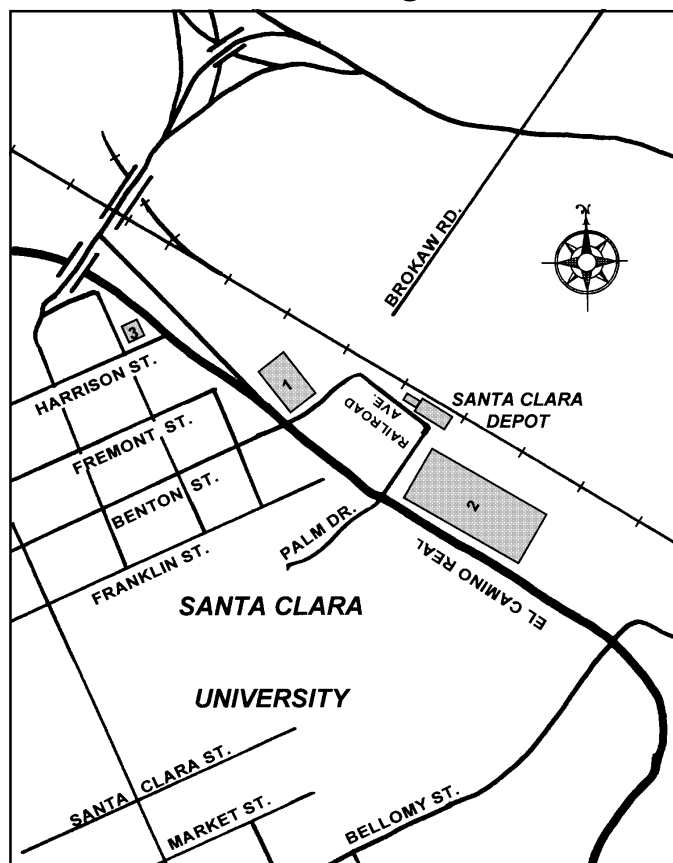 BROKAW RD.
N
3
HARRISON ST.
1
RAILROAD
AVE.
SANTA CLARA
DEPOT
FREMONT ST.
BENTON ST.
2
PALM DR.
FRANKLIN ST.
EL CAMINO REAL
SANTA CLARA
UNIVERSITY
SANTA CLARA ST.
MARKET ST.
BELLOMY ST.